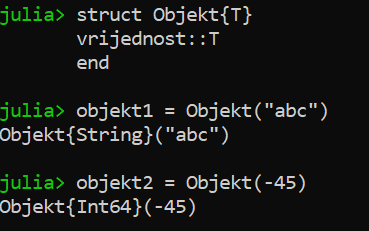 julia> struct Objekt{T}
vrijednost::T
end
julia> objekt1 = Objekt("abc")
Objekt{String}("abc")
julia> objekt2 = Objekt(-45)
Objekt{Int64}(-45)